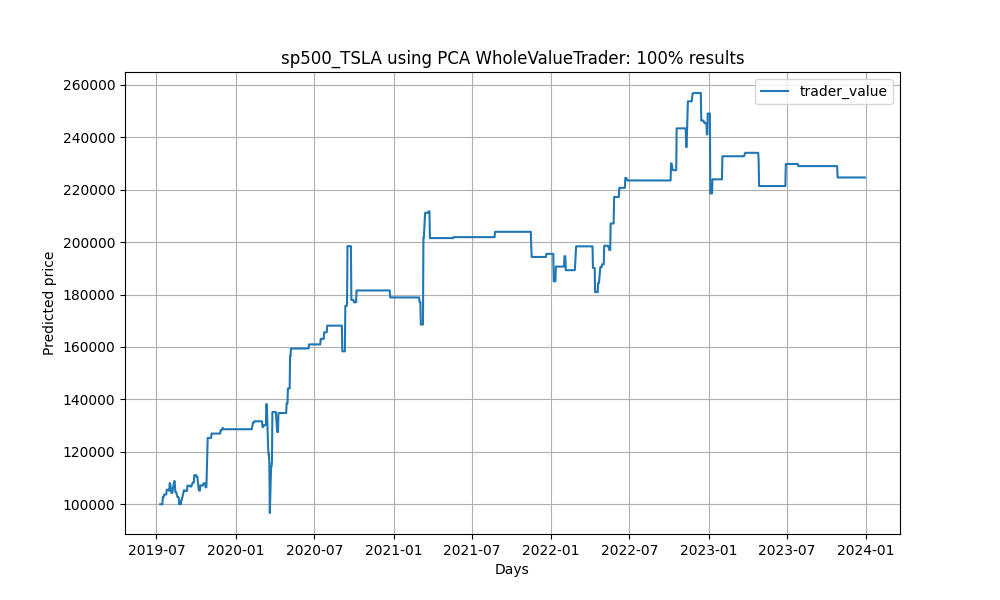 sp500_TSLA using PCA WholeValueTrader: 100% results
trader_value
Predicted price
260000
240000
220000
200000
180000
160000
140000
120000
100000
2019-07 2020-01 2020-07 2021-01 2021-07 2022-01 2022-07 2023-01 2023-07 2024-01
Days